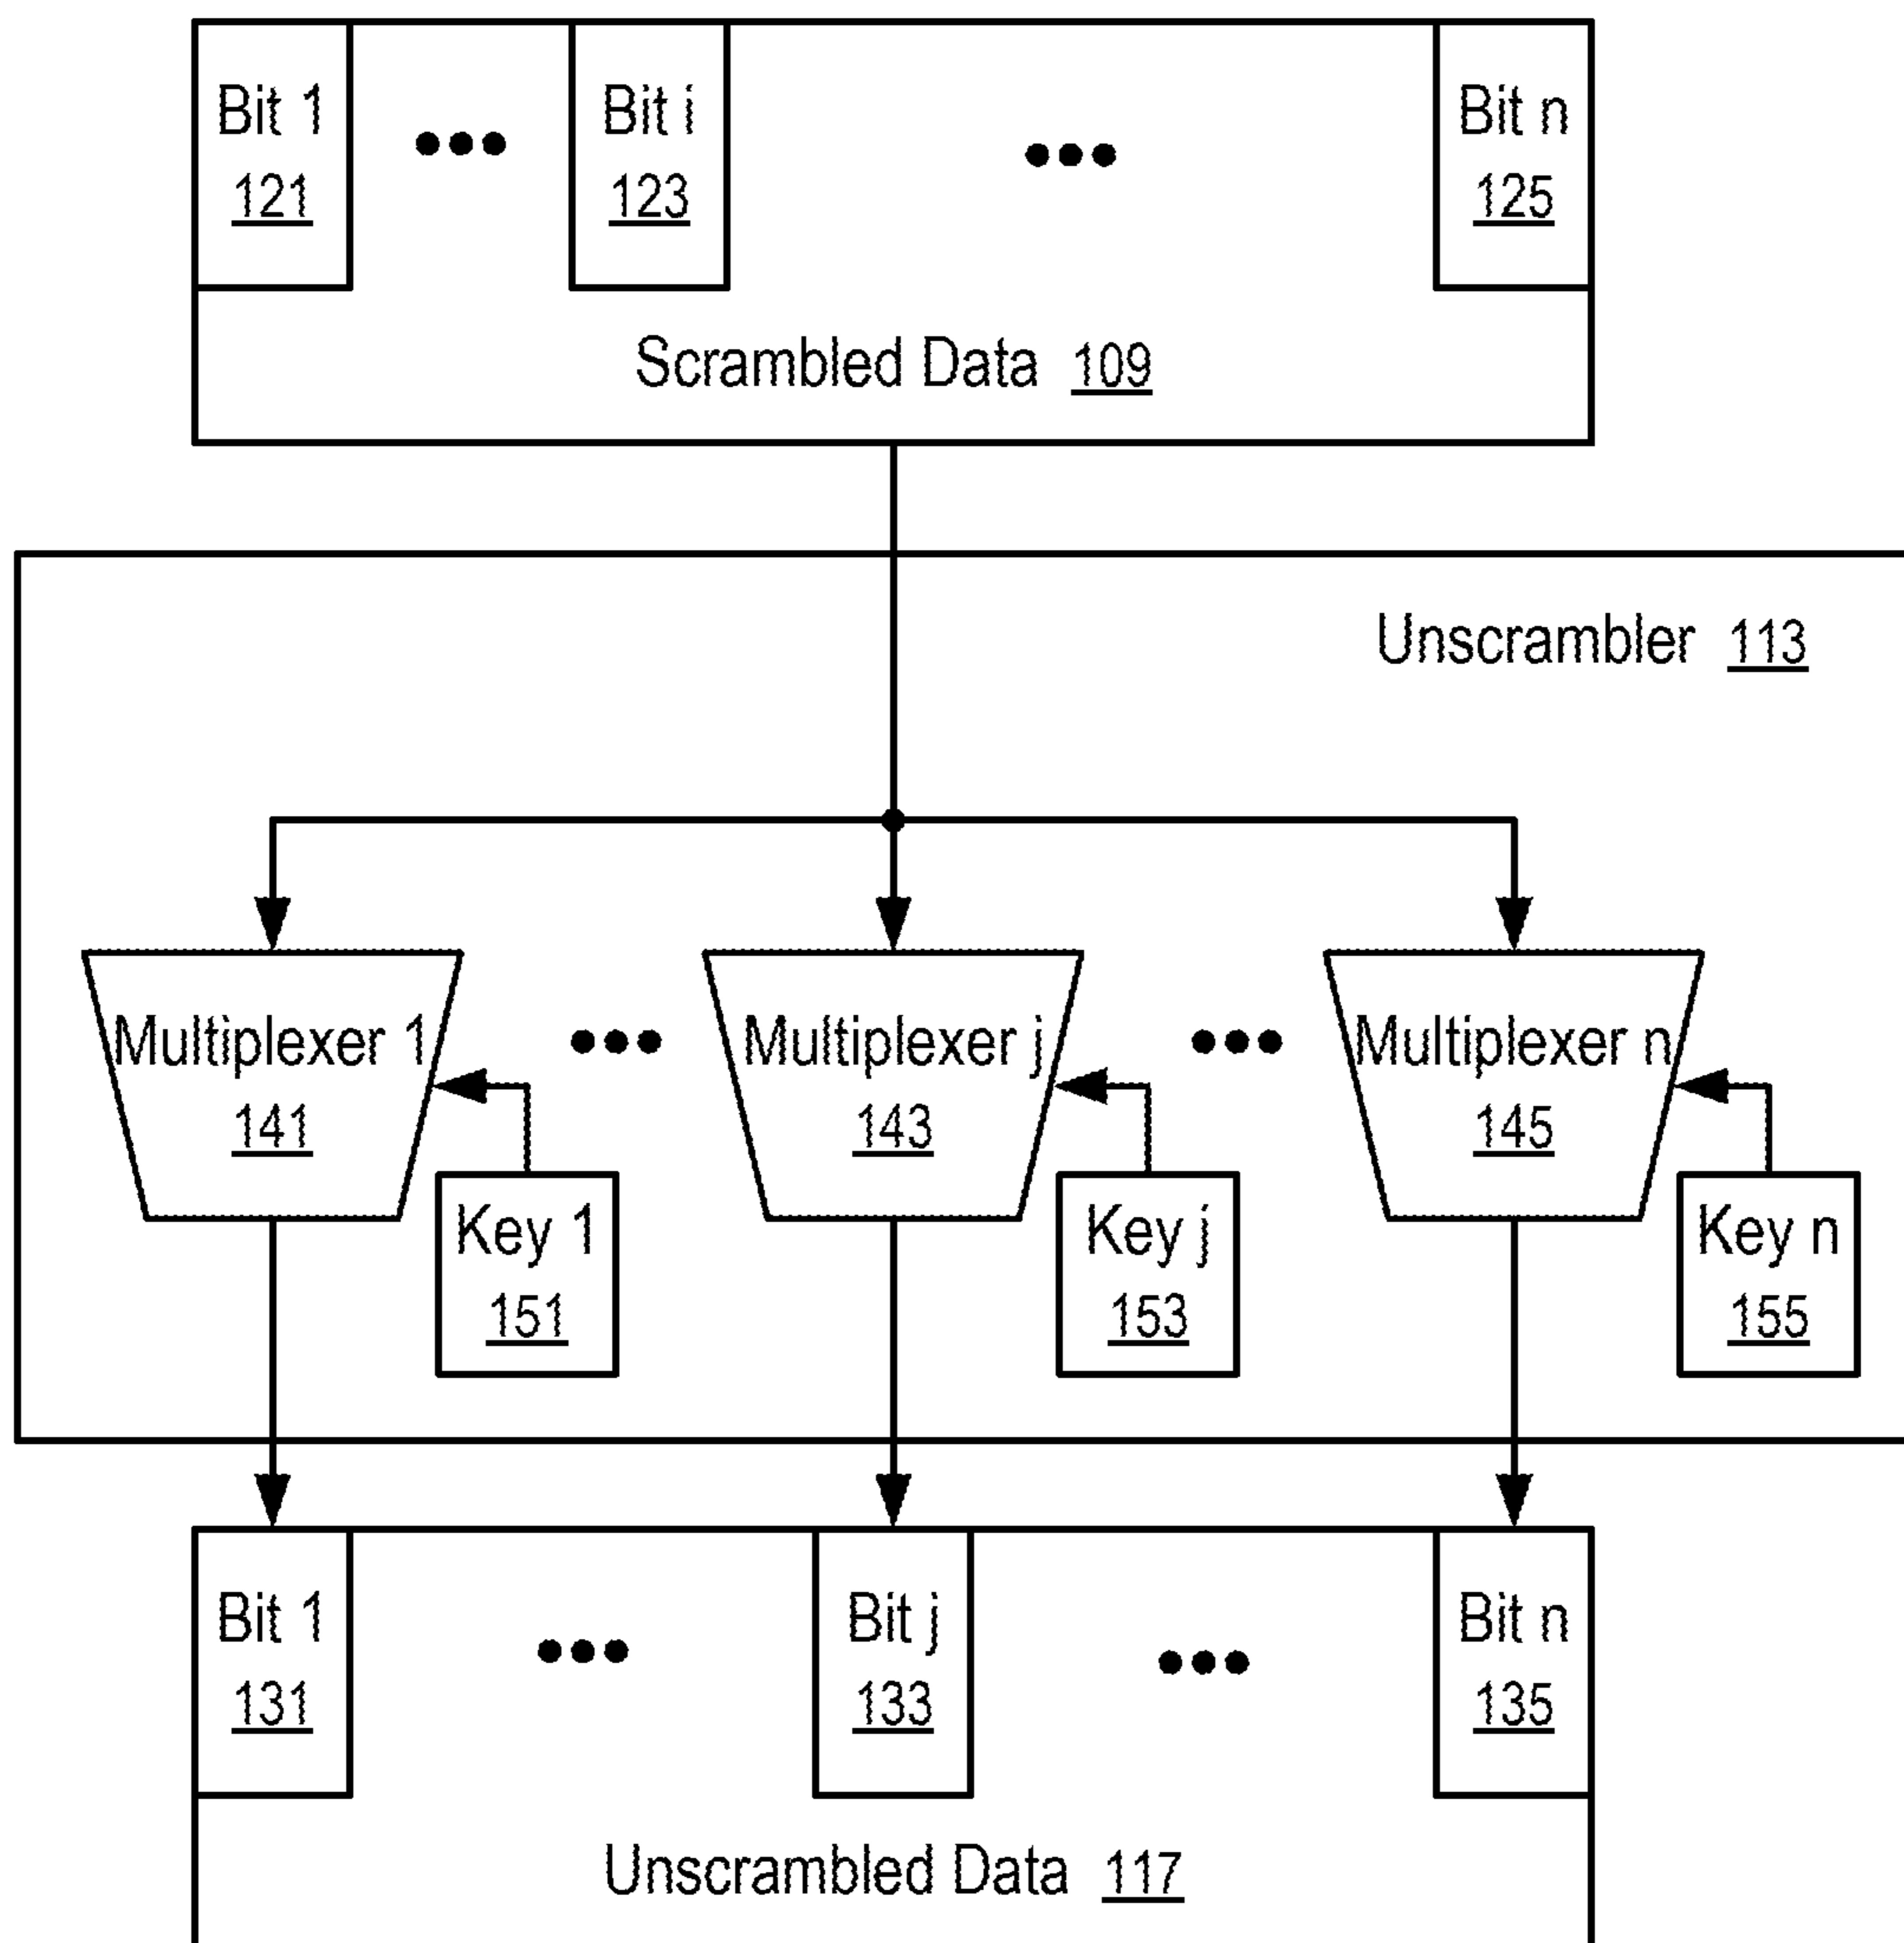 Bit 1
121
Bit i
123
Bit n
125
Scrambled Data 109
Unscrambler 113
Multiplexer 1
141
Multiplexer j
143
Multiplexer n
145
Key 1
151
Key j
153
Key n
155
Bit 1
131
Bit j
133
Bit n
135
Unscrambled Data 117